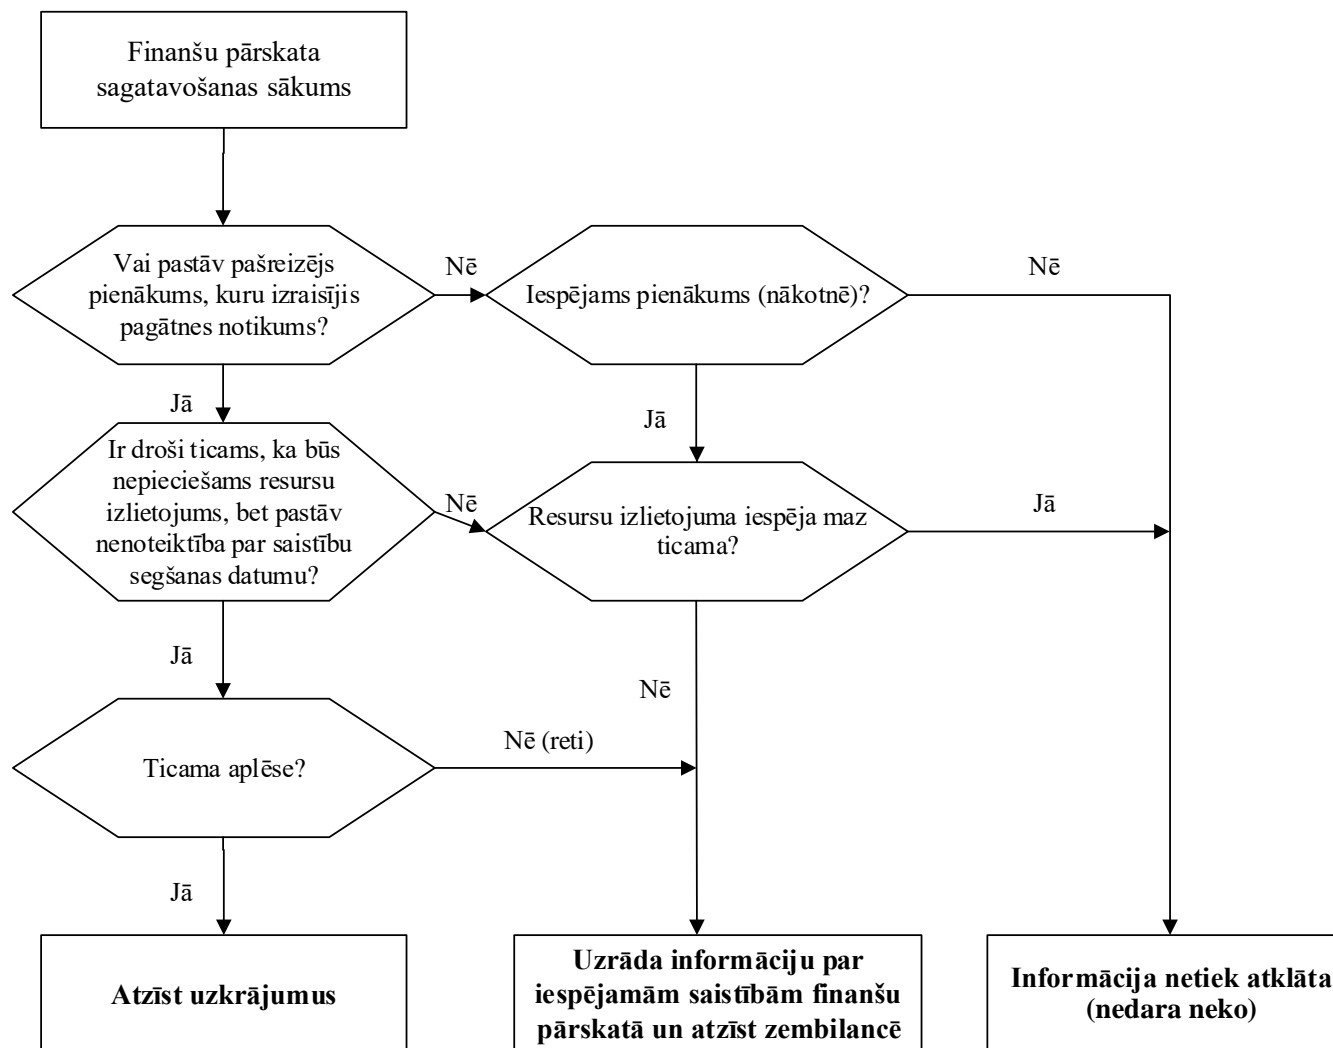 Finanšu pārskata
sagatavošanas sākums
Vai pastāv pašreizējs
pienākums, kuru izraisījis
pagātnes notikums?
Nē
Iespējams pienākums (nākotnē)?
Nē
Jā
Jā
Ir droši ticams, ka būs
nepieciešams resursu
izlietojums, bet pastāv
nenoteiktība par saistību
segšanas datumu?
Nē
Resursu izlietojuma iespēja maz
ticama?
Jā
Jā
Nē
Ticama aplēse?
Nē (reti)
Jā
Atzīst uzkrājumus
Uzrāda informāciju par
iespējamām saistībām finanšu
pārskatā un atzīst zembilancē
Informācija netiek atklāta
(nedara neko)